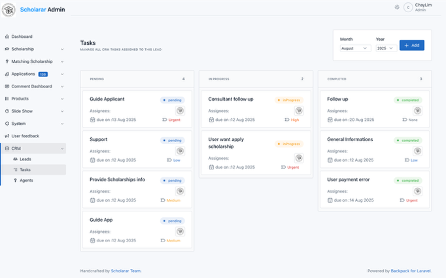 Scholarar Admin
ChayLim
Admin
Dashboard
Scholarship
Matching Scholarship
Applications
Comment Dashboard
Products
Slide Show
System
User feedback
CRM
Leads
Tasks
Agents
Tasks
Month
August
Year
2025
+ Add
PENDING
4
Guide Applicant
pending
Assignees:
due on :13 Aug 2025
Urgent
Support
pending
Assignees:
due on :12 Aug 2025
Low
Provide Scholarships info
pending
Assignees:
due on :12 Aug 2025
Medium
Guide App
pending
Assignees:
due on :12 Aug 2025
Medium
IN PROGRESS
2
Consultant follow up
Assignees:
due on :12 Aug 2025
High
User want apply
scholarship
Assignees:
due on :12 Aug 2025
Urgent
COMPLETED
3
Follow up
completed
Assignees:
due on :20 Aug 2025
General Informations
completed
Assignees:
due on :12 Aug 2025
Low
User payment error
completed
Assignees:
due on :14 Aug 2025
Urgent
Handcrafted by Scholarar Team.
Powered by Backpack for Laravel